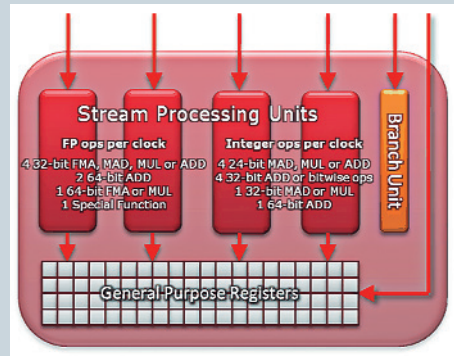 Stream Processing Units
FP ops per clock
4 32-bit FMA, MAD, MUL or ADD
2 64-bit ADD
1 64-bit FMA or MUL
1 Special Function
Integer ops per clock
4 24-bit MAD, MUL or ADD
4 32-bit ADD or bitwise ops
1 32-bit MAD or MUL
1 64-bit ADD
Branch Unit
General Purpose Registers